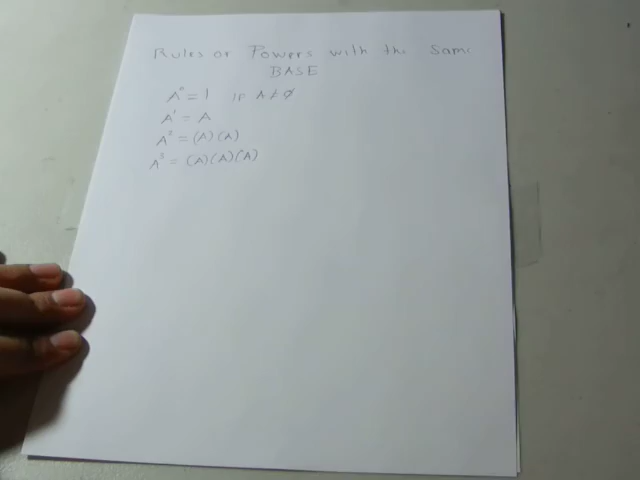 Rules of Powers with the Same
BASE
A⁰ = 1 if A ≠ 0
A¹ = A
A² = (A)(A)
A³ = (A)(A)(A)